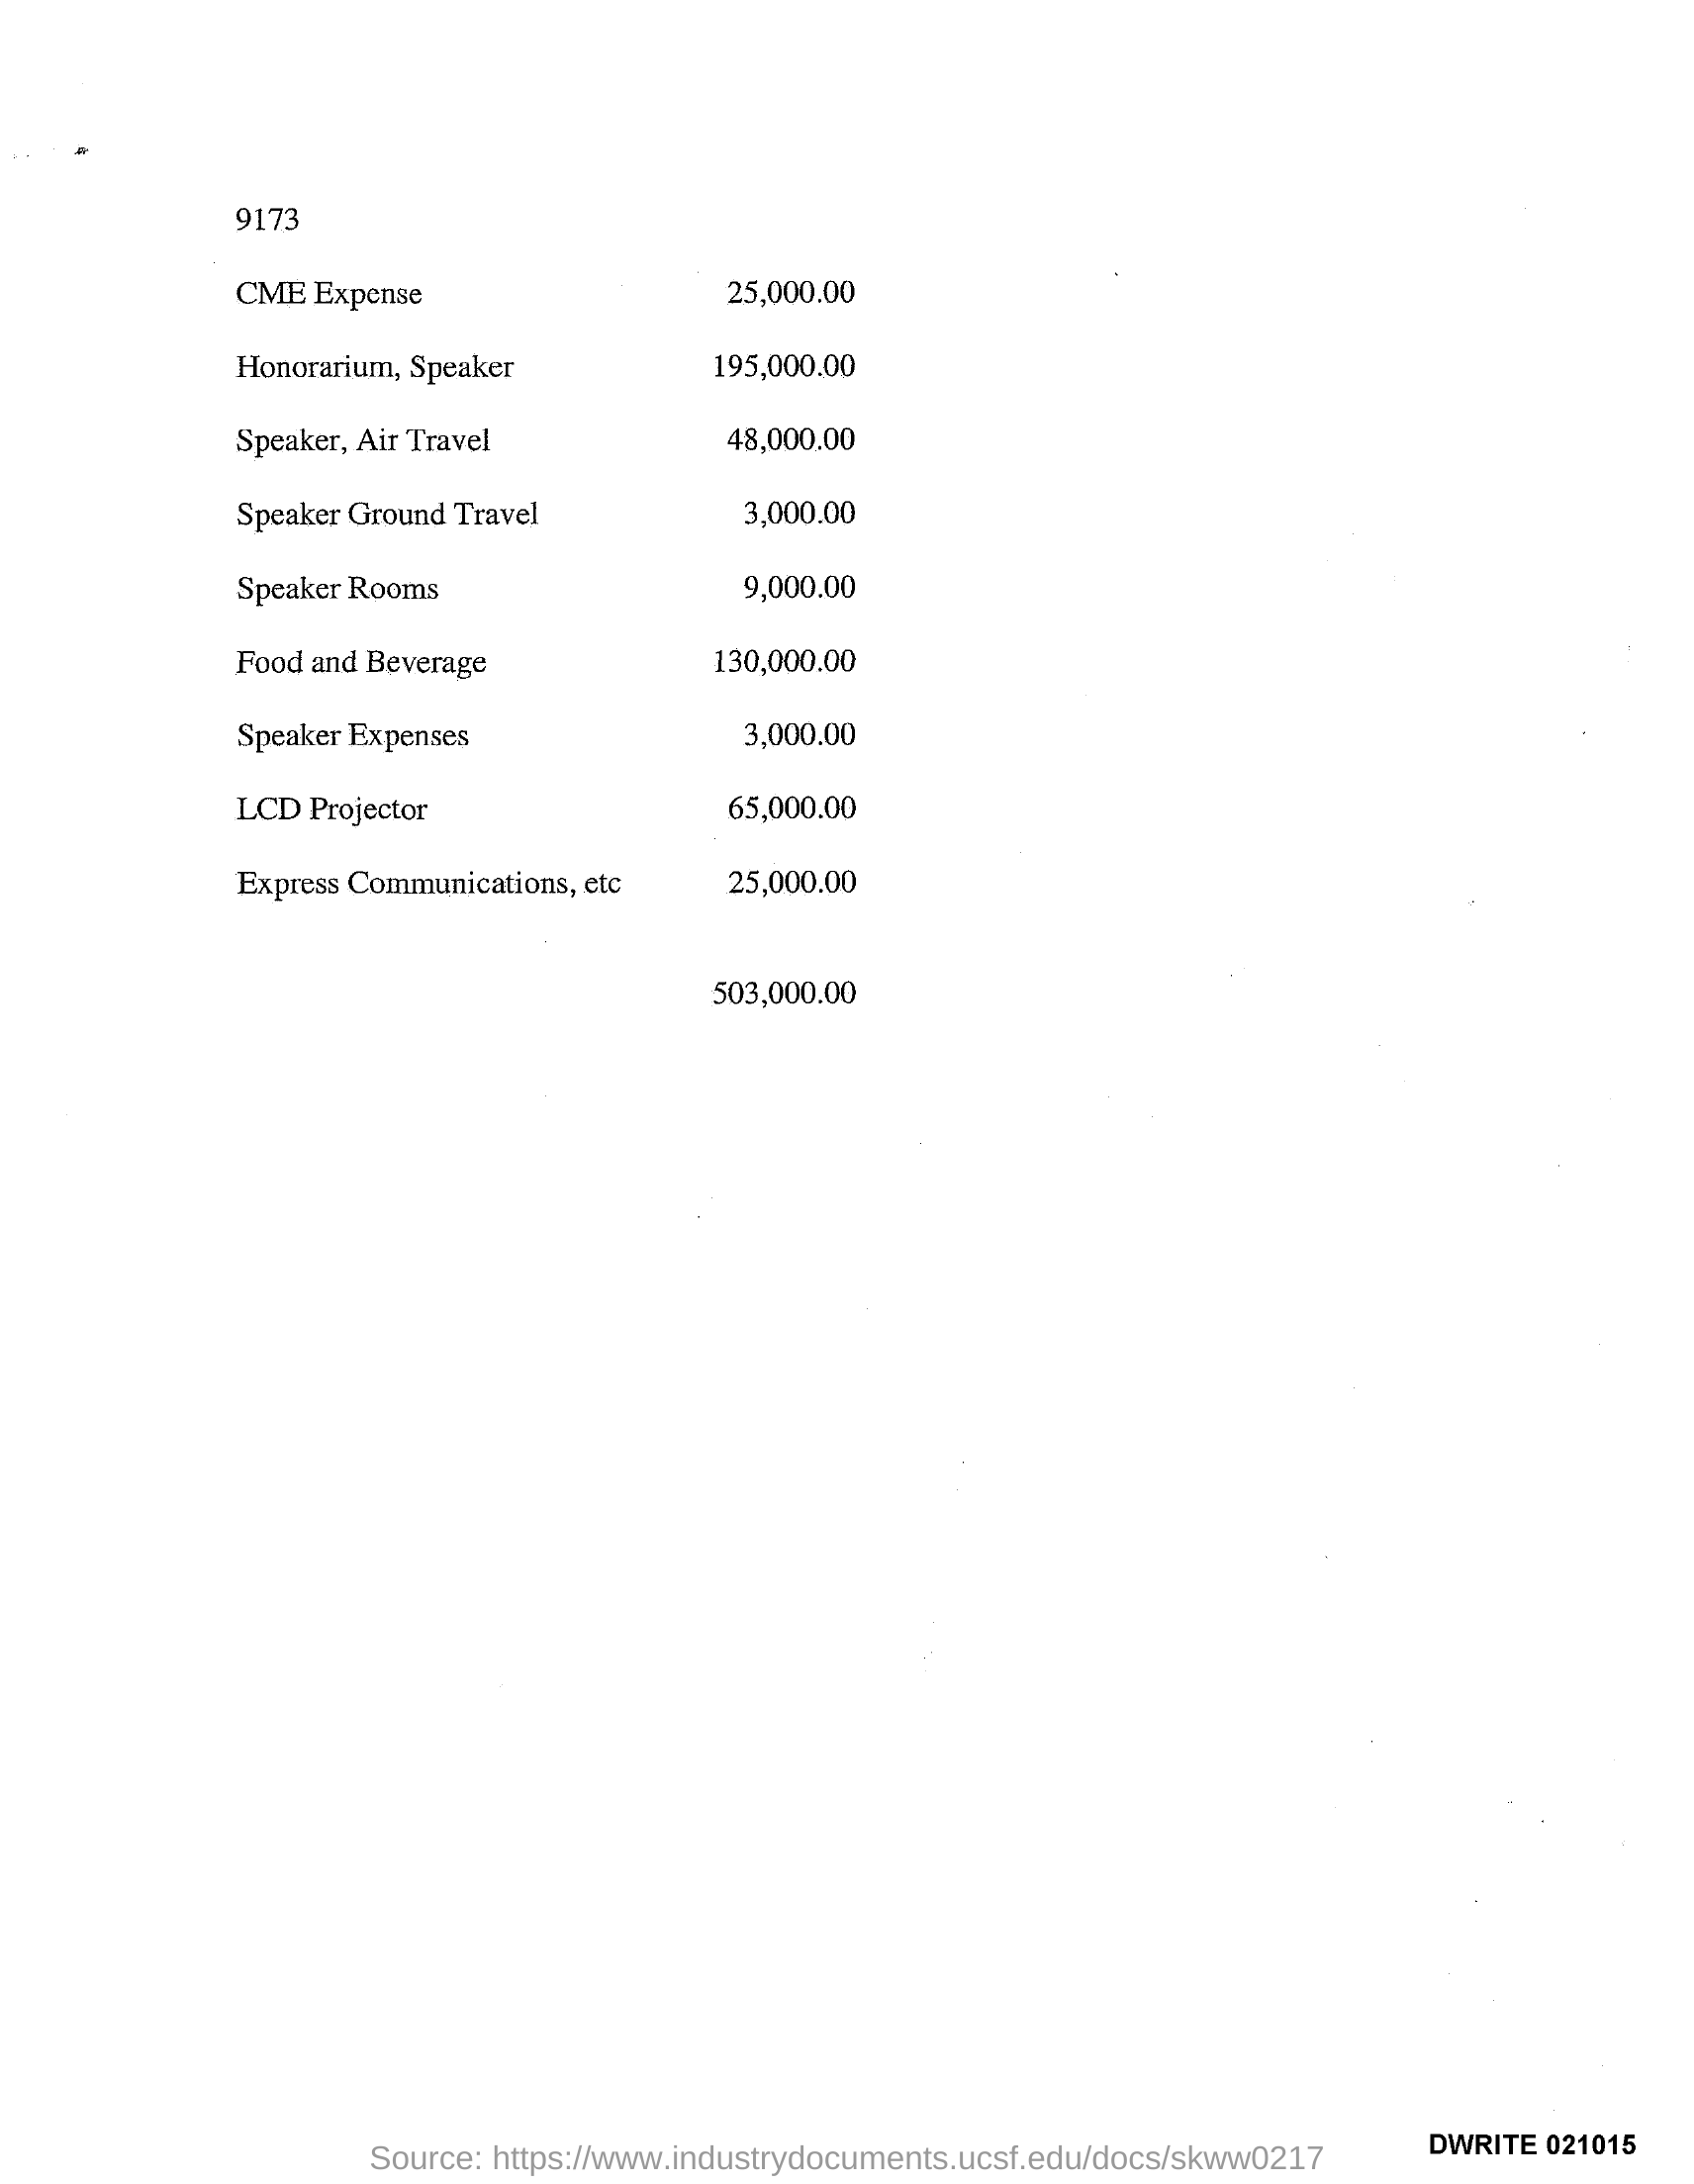 9173
CME Expense 25,000.00
Honorarium, Speaker 195,000.00
Speaker, Air Travel 48,000.00
Speaker Ground Travel 3,000.00
Speaker Rooms 9,000.00
Food and Beverage 130,000.00
Speaker Expenses 3,000.00
LCD Projector 65,000.00
Express Communications, etc 25,000.00
503,000.00
DWRITE 021015
Source: https://www.industrydocuments.ucsf.edu/docs/skww0217